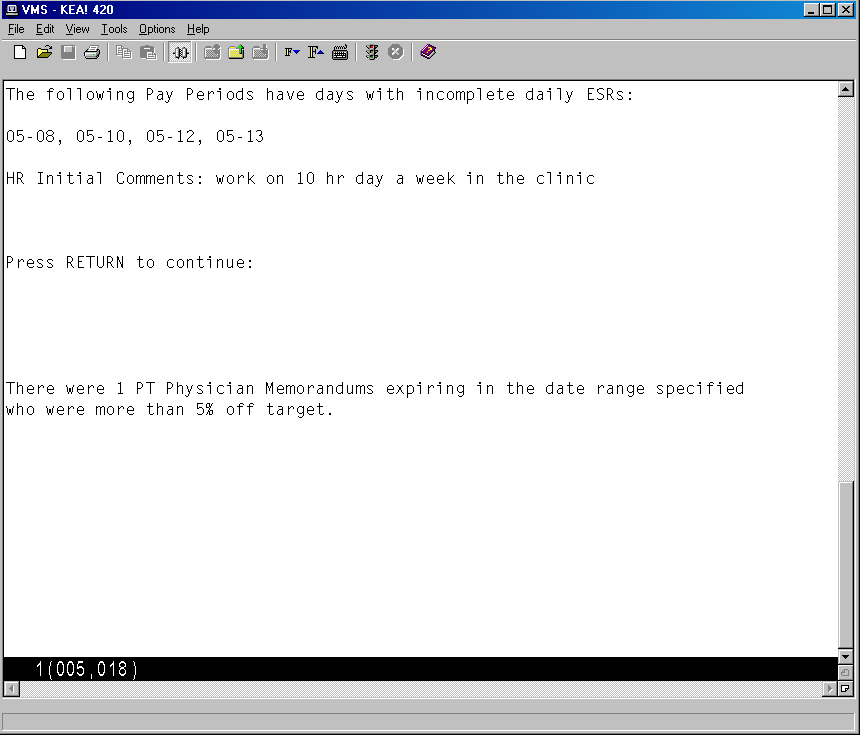 VMS - KEA! 420
File Edit View Tools Options Help
The following Pay Periods have days with incomplete daily ESRs:
05-08, 05-10, 05-12, 05-13
HR Initial Comments: work on 10 hr day a week in the clinic
Press RETURN to continue:
There were 1 PT Physician Memorandums expiring in the date range specified
who were more than 5% off target.
1(005,018)